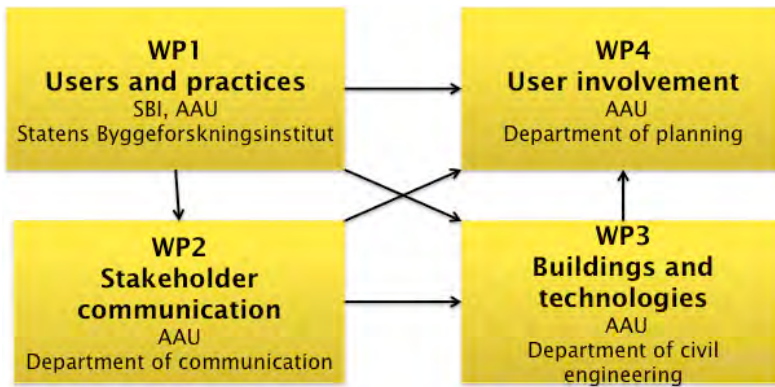 WP1
Users and practices
SBI, AAU
Statens Byggeforskningsinstitut
WP4
User involvement
AAU
Department of planning
WP2
Stakeholder
communication
AAU
Department of communication
WP3
Buildings and
technologies
AAU
Department of civil
engineering